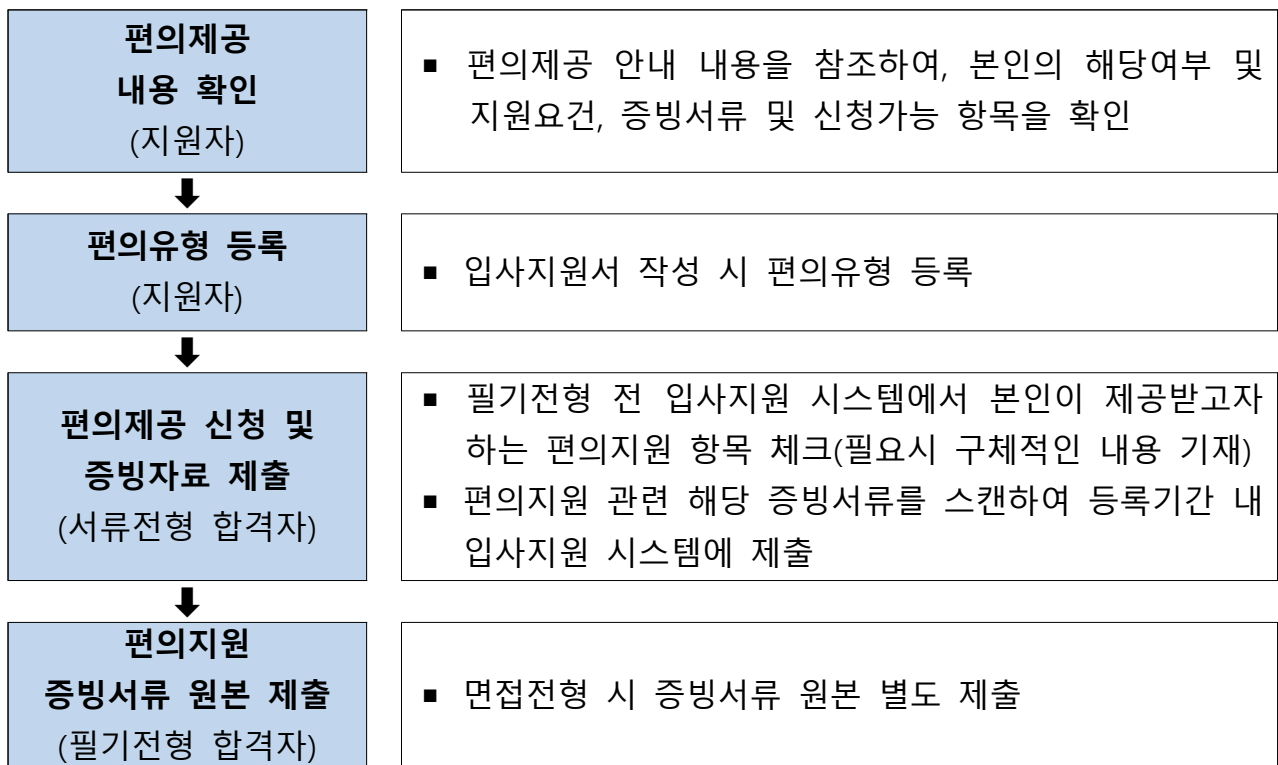 편의제공
내용 확인
(지원자)
▪ 편의제공 안내 내용을 참조하여, 본인의 해당여부 및
지원요건, 증빙서류 및 신청가능 항목을 확인
편의유형 등록
(지원자)
▪ 입사지원서 작성 시 편의유형 등록
편의제공 신청 및
증빙자료 제출
(서류전형 합격자)
▪ 필기전형 전 입사지원 시스템에서 본인이 제공받고자
하는 편의지원 항목 체크(필요시 구체적인 내용 기재)
▪ 편의지원 관련 해당 증빙서류를 스캔하여 등록기간 내
입사지원 시스템에 제출
편의지원
증빙서류 원본 제출
(필기전형 합격자)
▪ 면접전형 시 증빙서류 원본 별도 제출